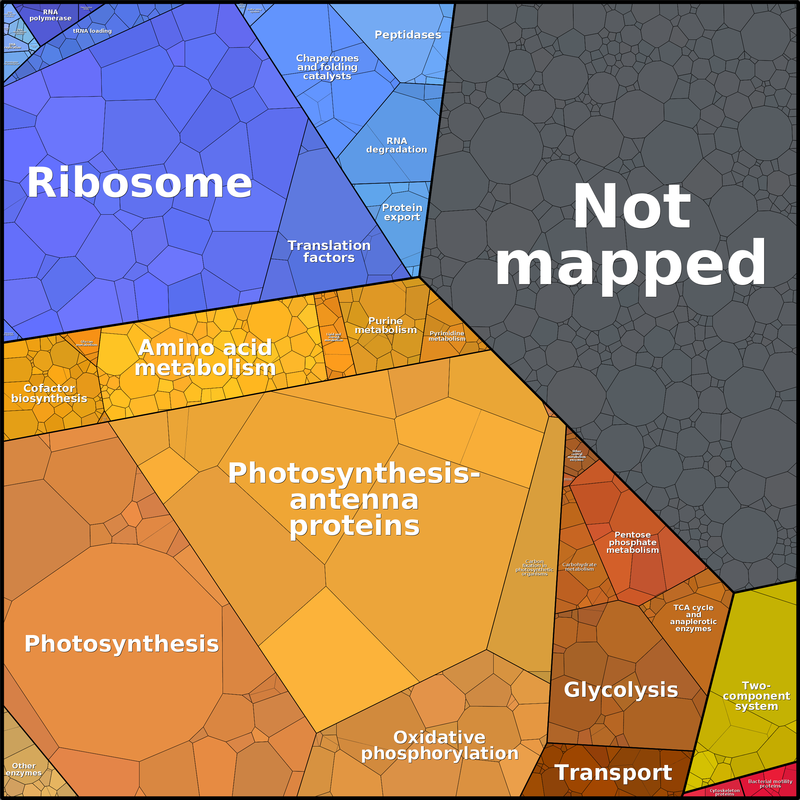 RNA
polymerase
tRNA loading
Peptidases
Chaperones
and folding
catalysts
RNA
degradation
Protein
export
Ribosome
Translation
factors
Not
mapped
Purine
metabolism
Pyrimidine
metabolism
Amino acid
metabolism
Cofactor
biosynthesis
Photosynthesis-
antenna
proteins
Carbon
fixation in
photosynthetic
organisms
Carbohydrate
metabolism
Pentose
phosphate
metabolism
TCA cycle
and
anaplerotic
enzymes
Photosynthesis
Glycolysis
Two-
component
system
Oxidative
phosphorylation
Transport
Other
enzymes
Bacterial motility
proteins
Cytoskeleton
proteins